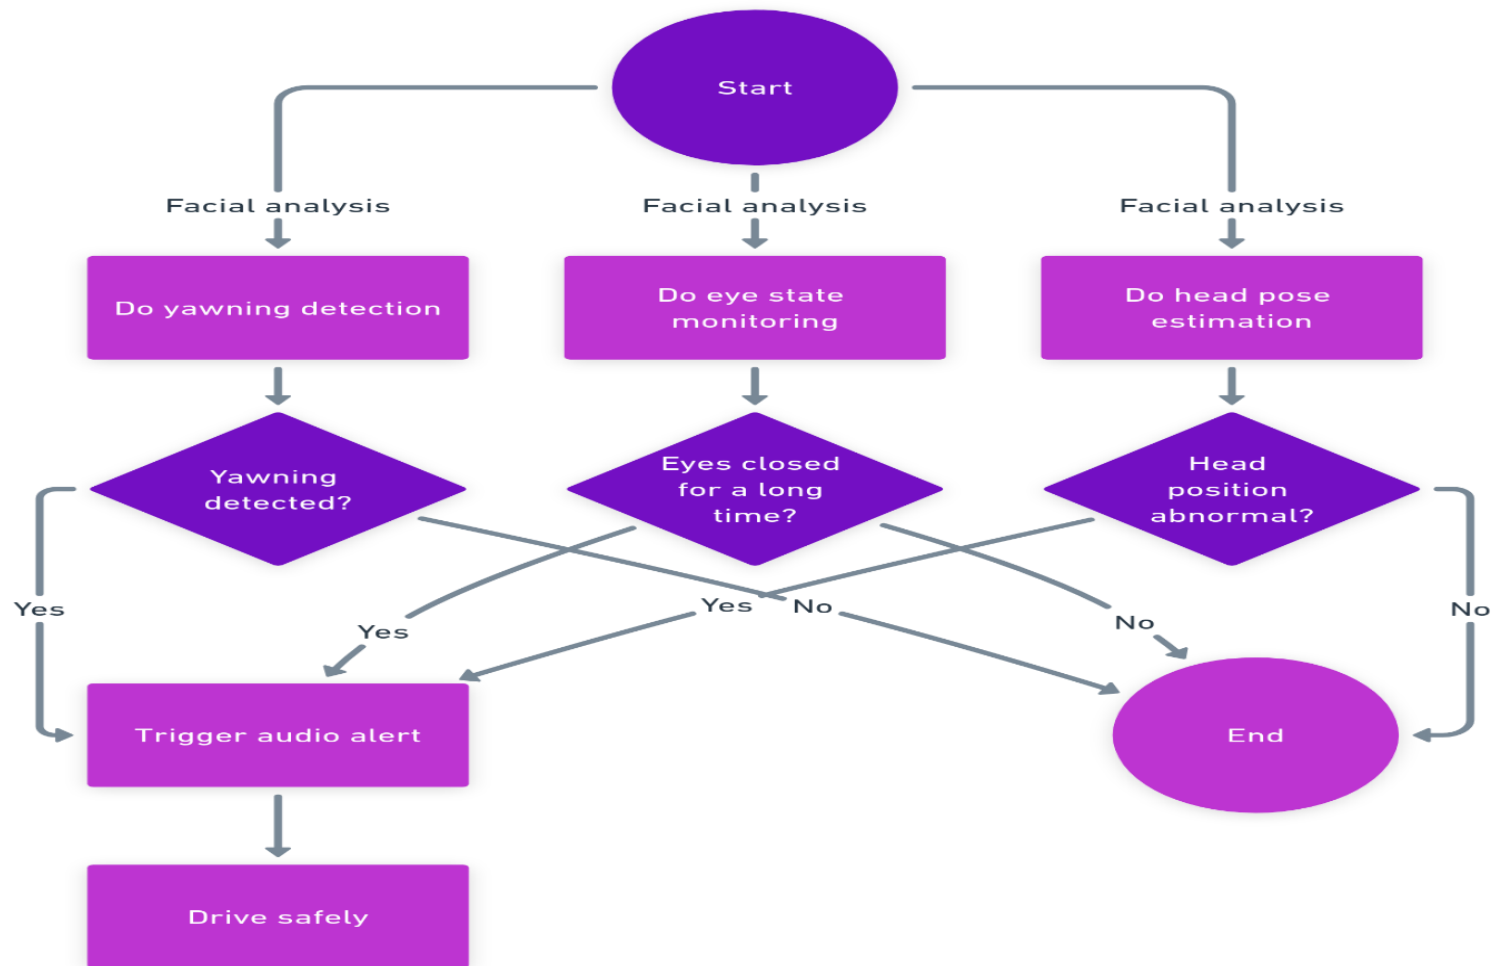 Start
Facial analysis
Facial analysis
Facial analysis
Do yawning detection
Do eye state
monitoring
Do head pose
estimation
Yawning
detected?
Eyes closed
for a long
time?
Head
position
abnormal?
Yes
Yes
Yes
No
No
No
Trigger audio alert
End
Drive safely